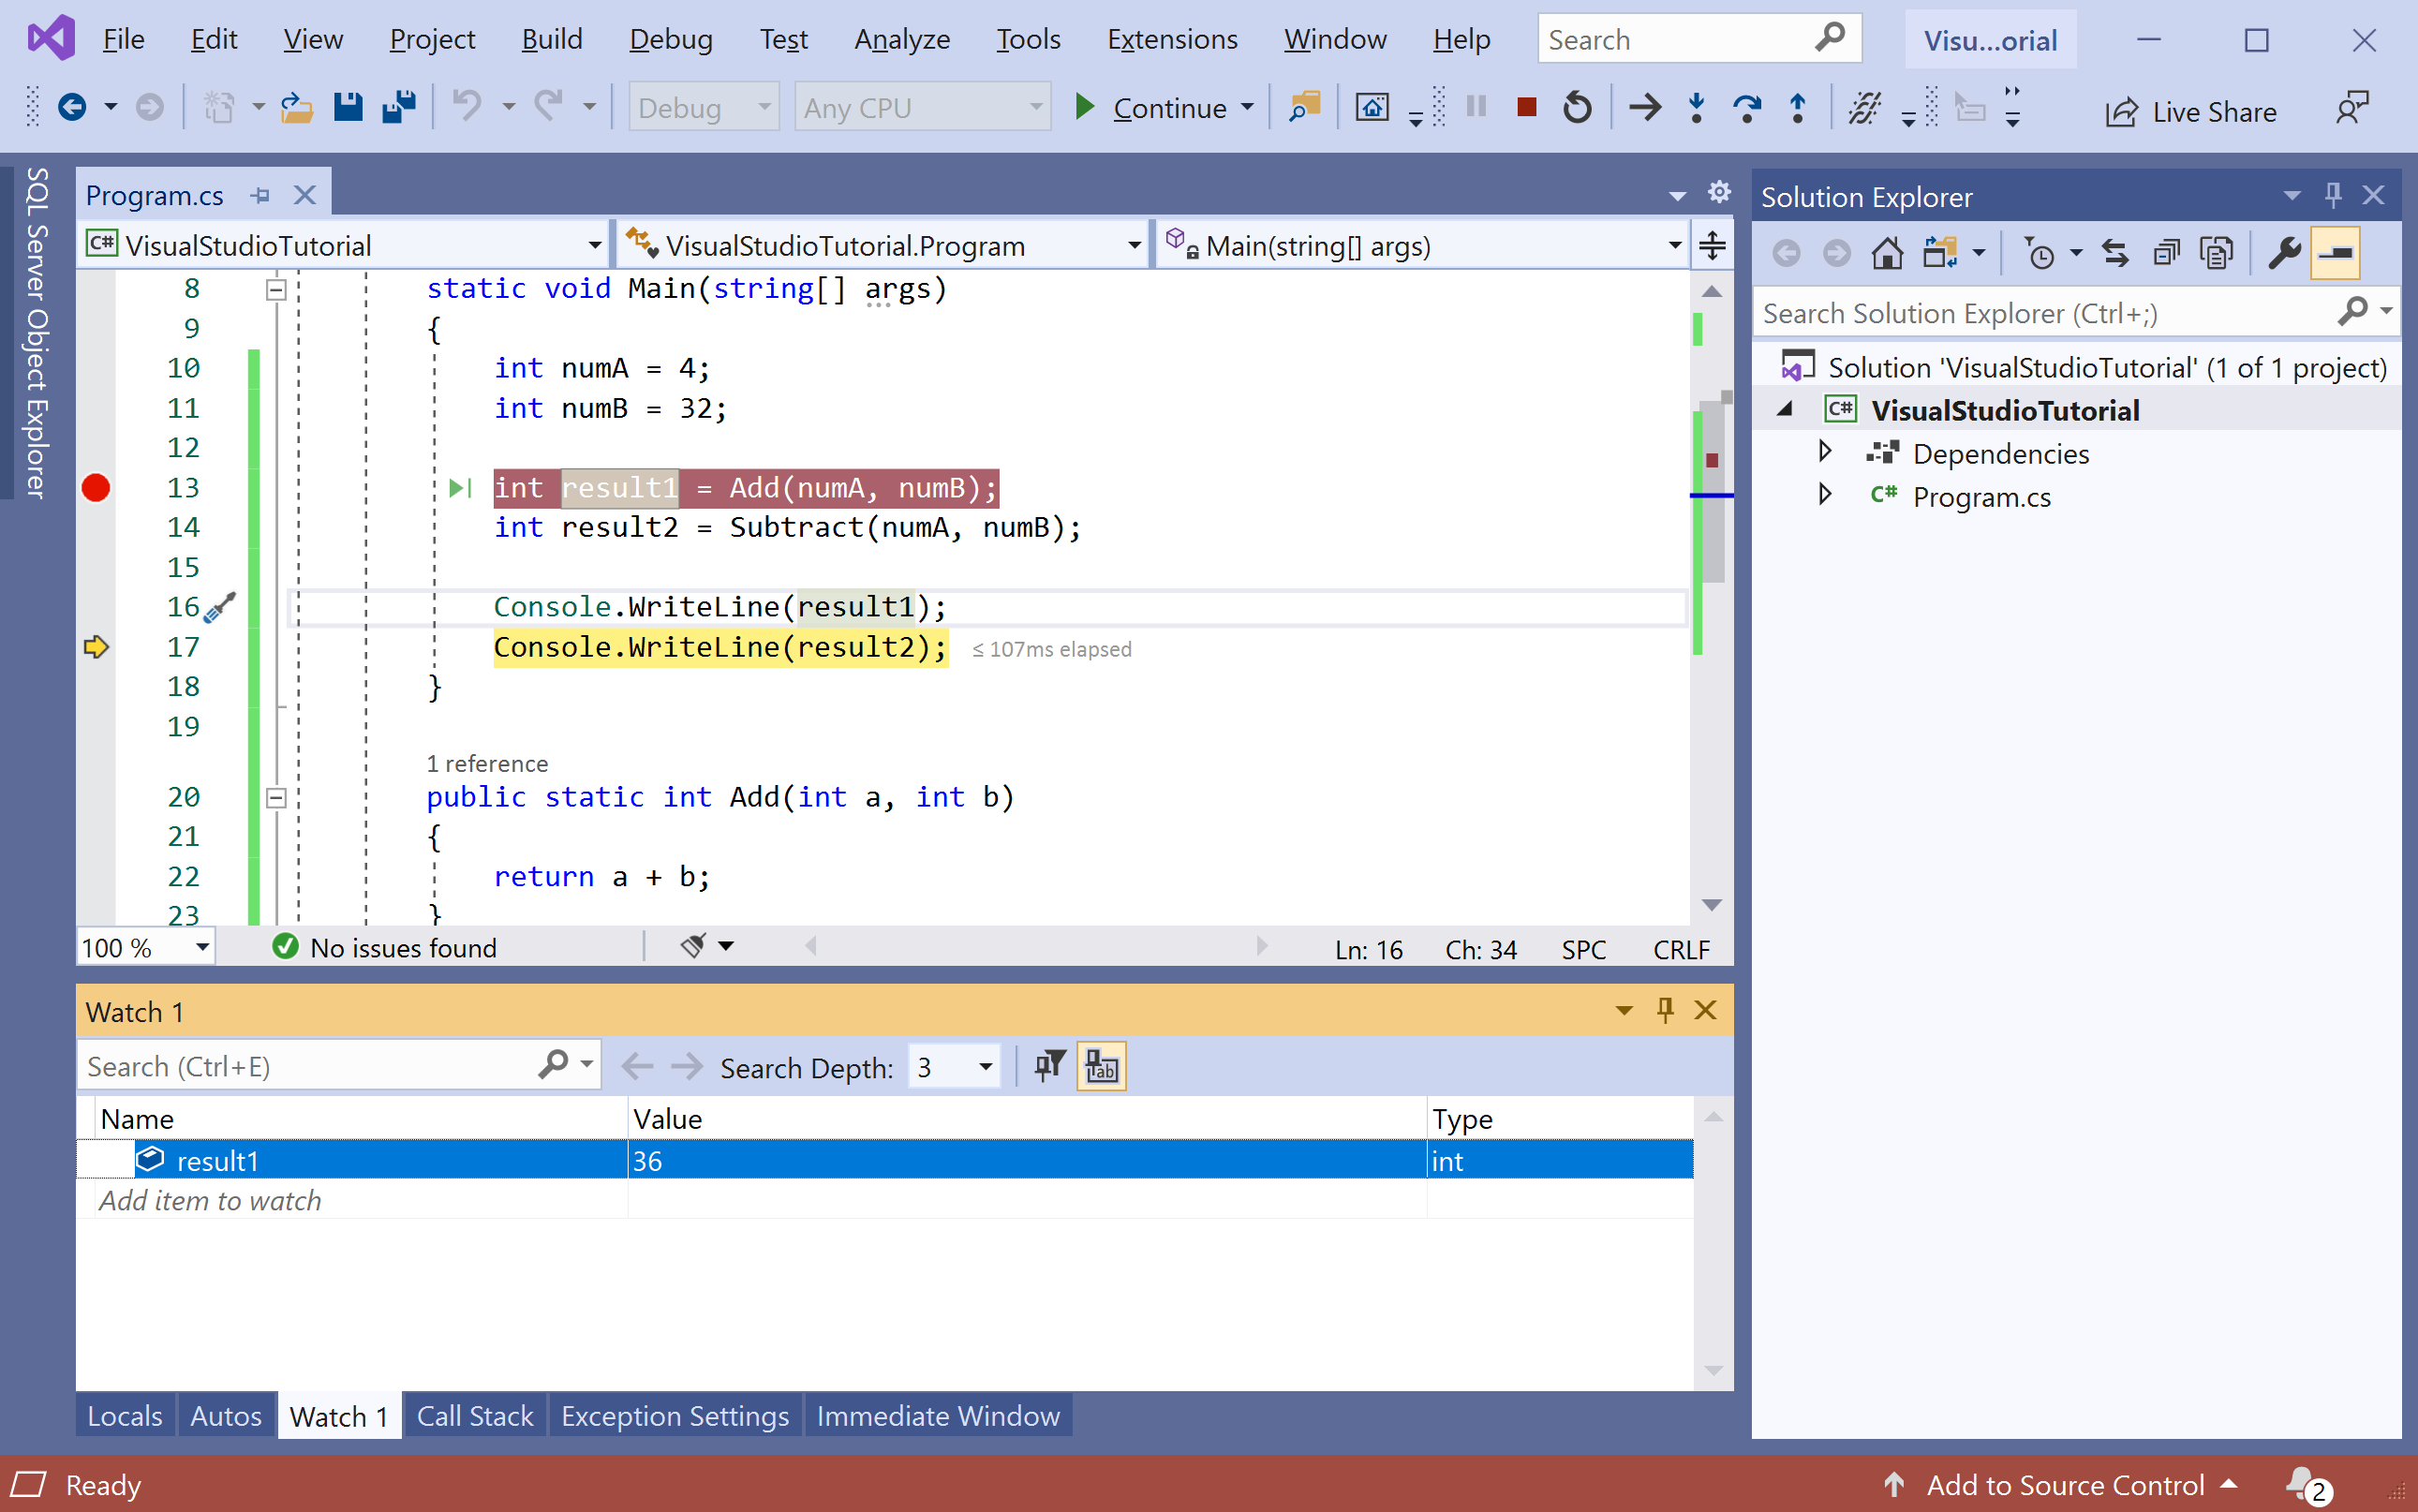 File Edit View Project Build Debug Test Analyze Tools Extensions Window Help Search Visu...orial
Debug Any CPU Continue Live Share
SQL Server Object Explorer
Program.cs
C# VisualStudioTutorial VisualStudioTutorial.Program Main(string[] args)
8 static void Main(string[] args)
9 {
10 int numA = 4;
11 int numB = 32;
12
13 int result1 = Add(numA, numB);
14 int result2 = Subtract(numA, numB);
15
16 Console.WriteLine(result1);
17 Console.WriteLine(result2); ≤ 107ms elapsed
18 }
19
1 reference
20 public static int Add(int a, int b)
21 {
22 return a + b;
23 }
100 % No issues found Ln: 16 Ch: 34 SPC CRLF
Watch 1
Search (Ctrl+E) Search Depth: 3 ab
Name Value Type
result1 36 int
Add item to watch
Locals Autos Watch 1 Call Stack Exception Settings Immediate Window
Solution Explorer
Search Solution Explorer (Ctrl+;)
Solution 'VisualStudioTutorial' (1 of 1 project)
C# VisualStudioTutorial
Dependencies
C# Program.cs
Ready Add to Source Control 2